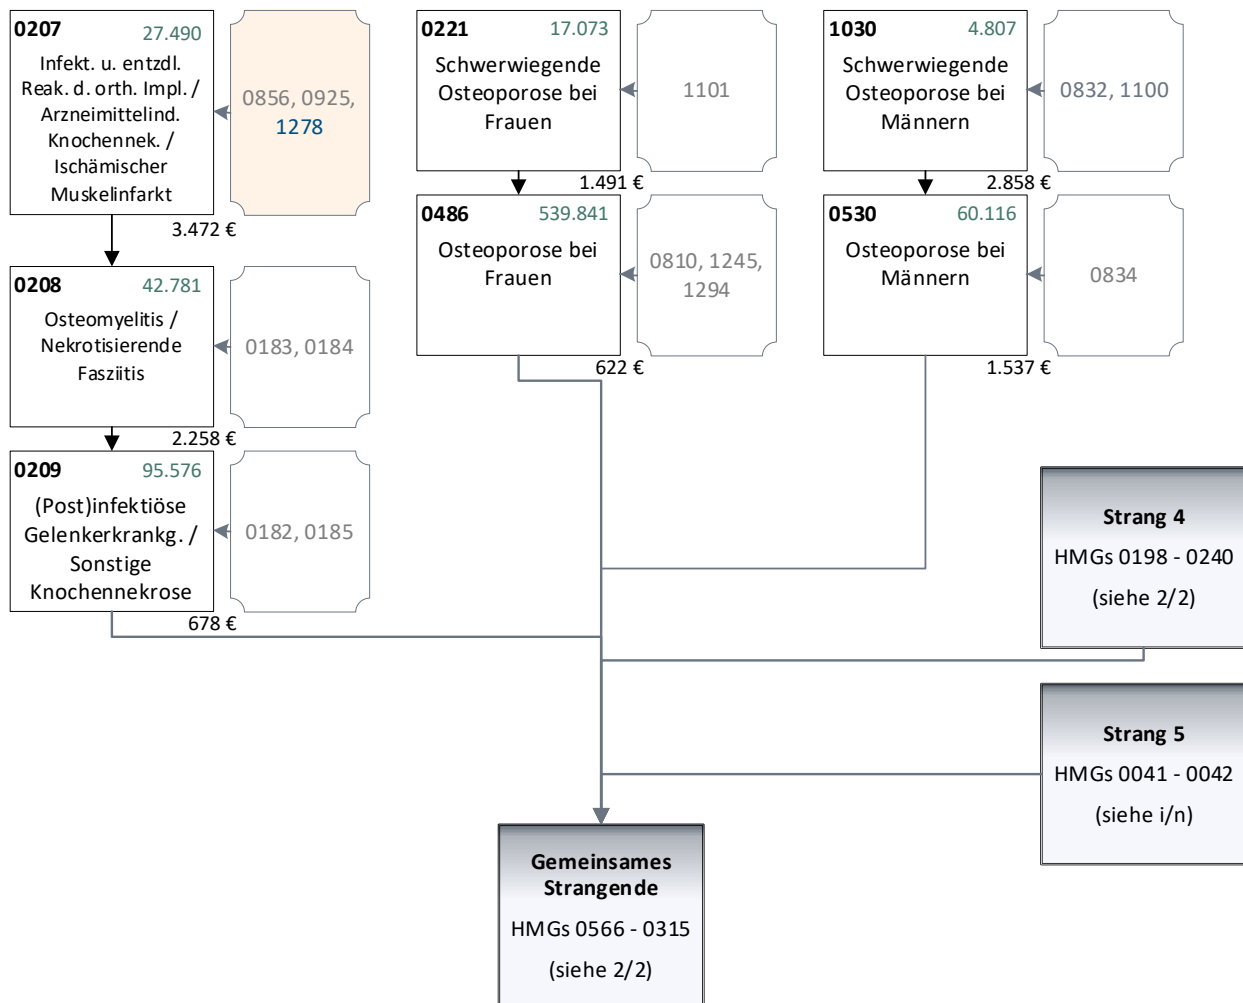 0207 27.490
Infekt. u. entzdl.
Reak. d. orth. Impl. /
Arzneimittelind.
Knochennek. /
Ischämischer
Muskelinfarkt
0856, 0925,
1278
3.472 €
0208 42.781
Osteomyelitis /
Nekrotisierende
Fasziitis
0183, 0184
2.258 €
0209 95.576
(Post)infektiöse
Gelenkerkrankg. /
Sonstige
Knochennekrose
0182, 0185
678 €
0221 17.073
Schwerwiegende
Osteoporose bei
Frauen
1101
1.491 €
0486 539.841
Osteoporose bei
Frauen
0810, 1245,
1294
622 €
1030 4.807
Schwerwiegende
Osteoporose bei
Männern
0832, 1100
2.858 €
0530 60.116
Osteoporose bei
Männern
0834
1.537 €
Strang 4
HMGs 0198 - 0240
(siehe 2/2)
Strang 5
HMGs 0041 - 0042
(siehe i/n)
Gemeinsames
Strangende
HMGs 0566 - 0315
(siehe 2/2)